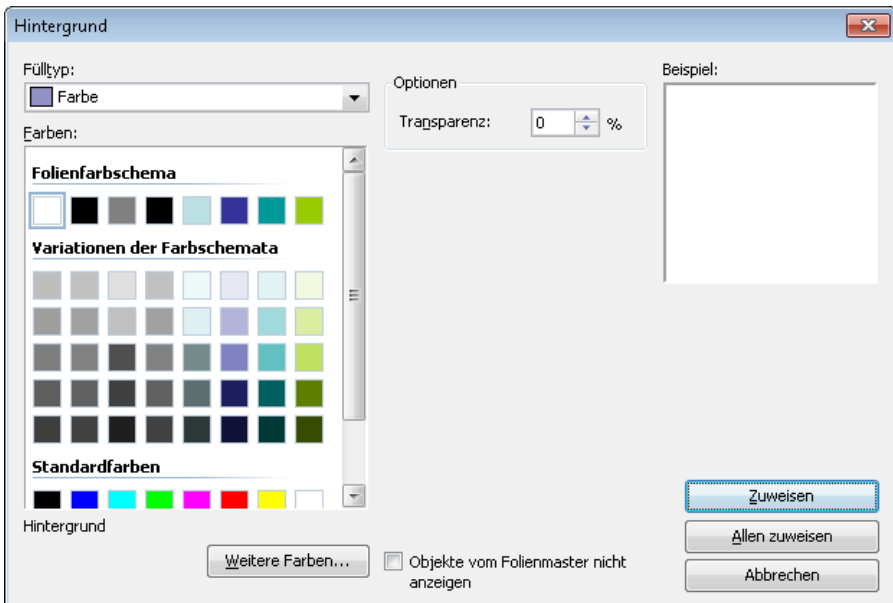 Hintergrund
Fülltyp:
Farbe
Farben:
Folienfarbschema
Variationen der Farbschemata
Standardfarben
Hintergrund
Weitere Farben...
Optionen
Transparenz:
0
%
Objekte vom Folienmaster nicht
anzeigen
Beispiel:
Zuweisen
Allen zuweisen
Abbrechen